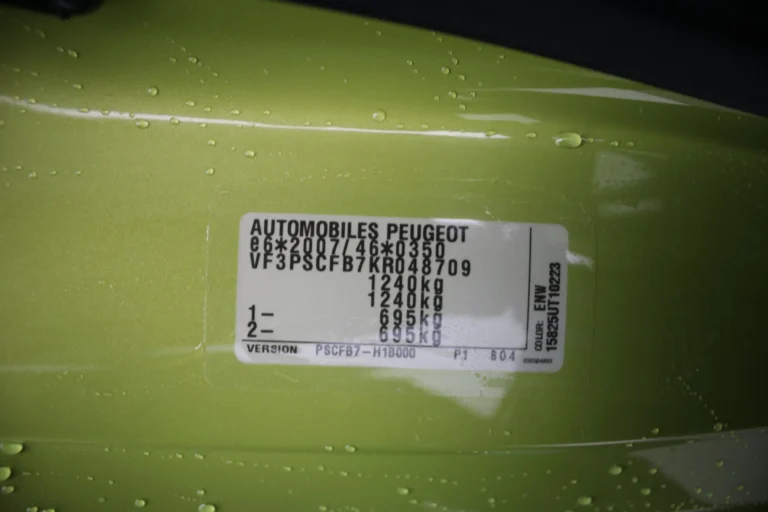 AUTOMOBILES PEUGEOT
e6*2007/46*0350
VF3PSCFB7KR048709
1240kg
1240kg
1- 695kg
2- 695kg
VERSION PSCFB7-H1B000 P1 804
COLOR: ENW
15825UT10223